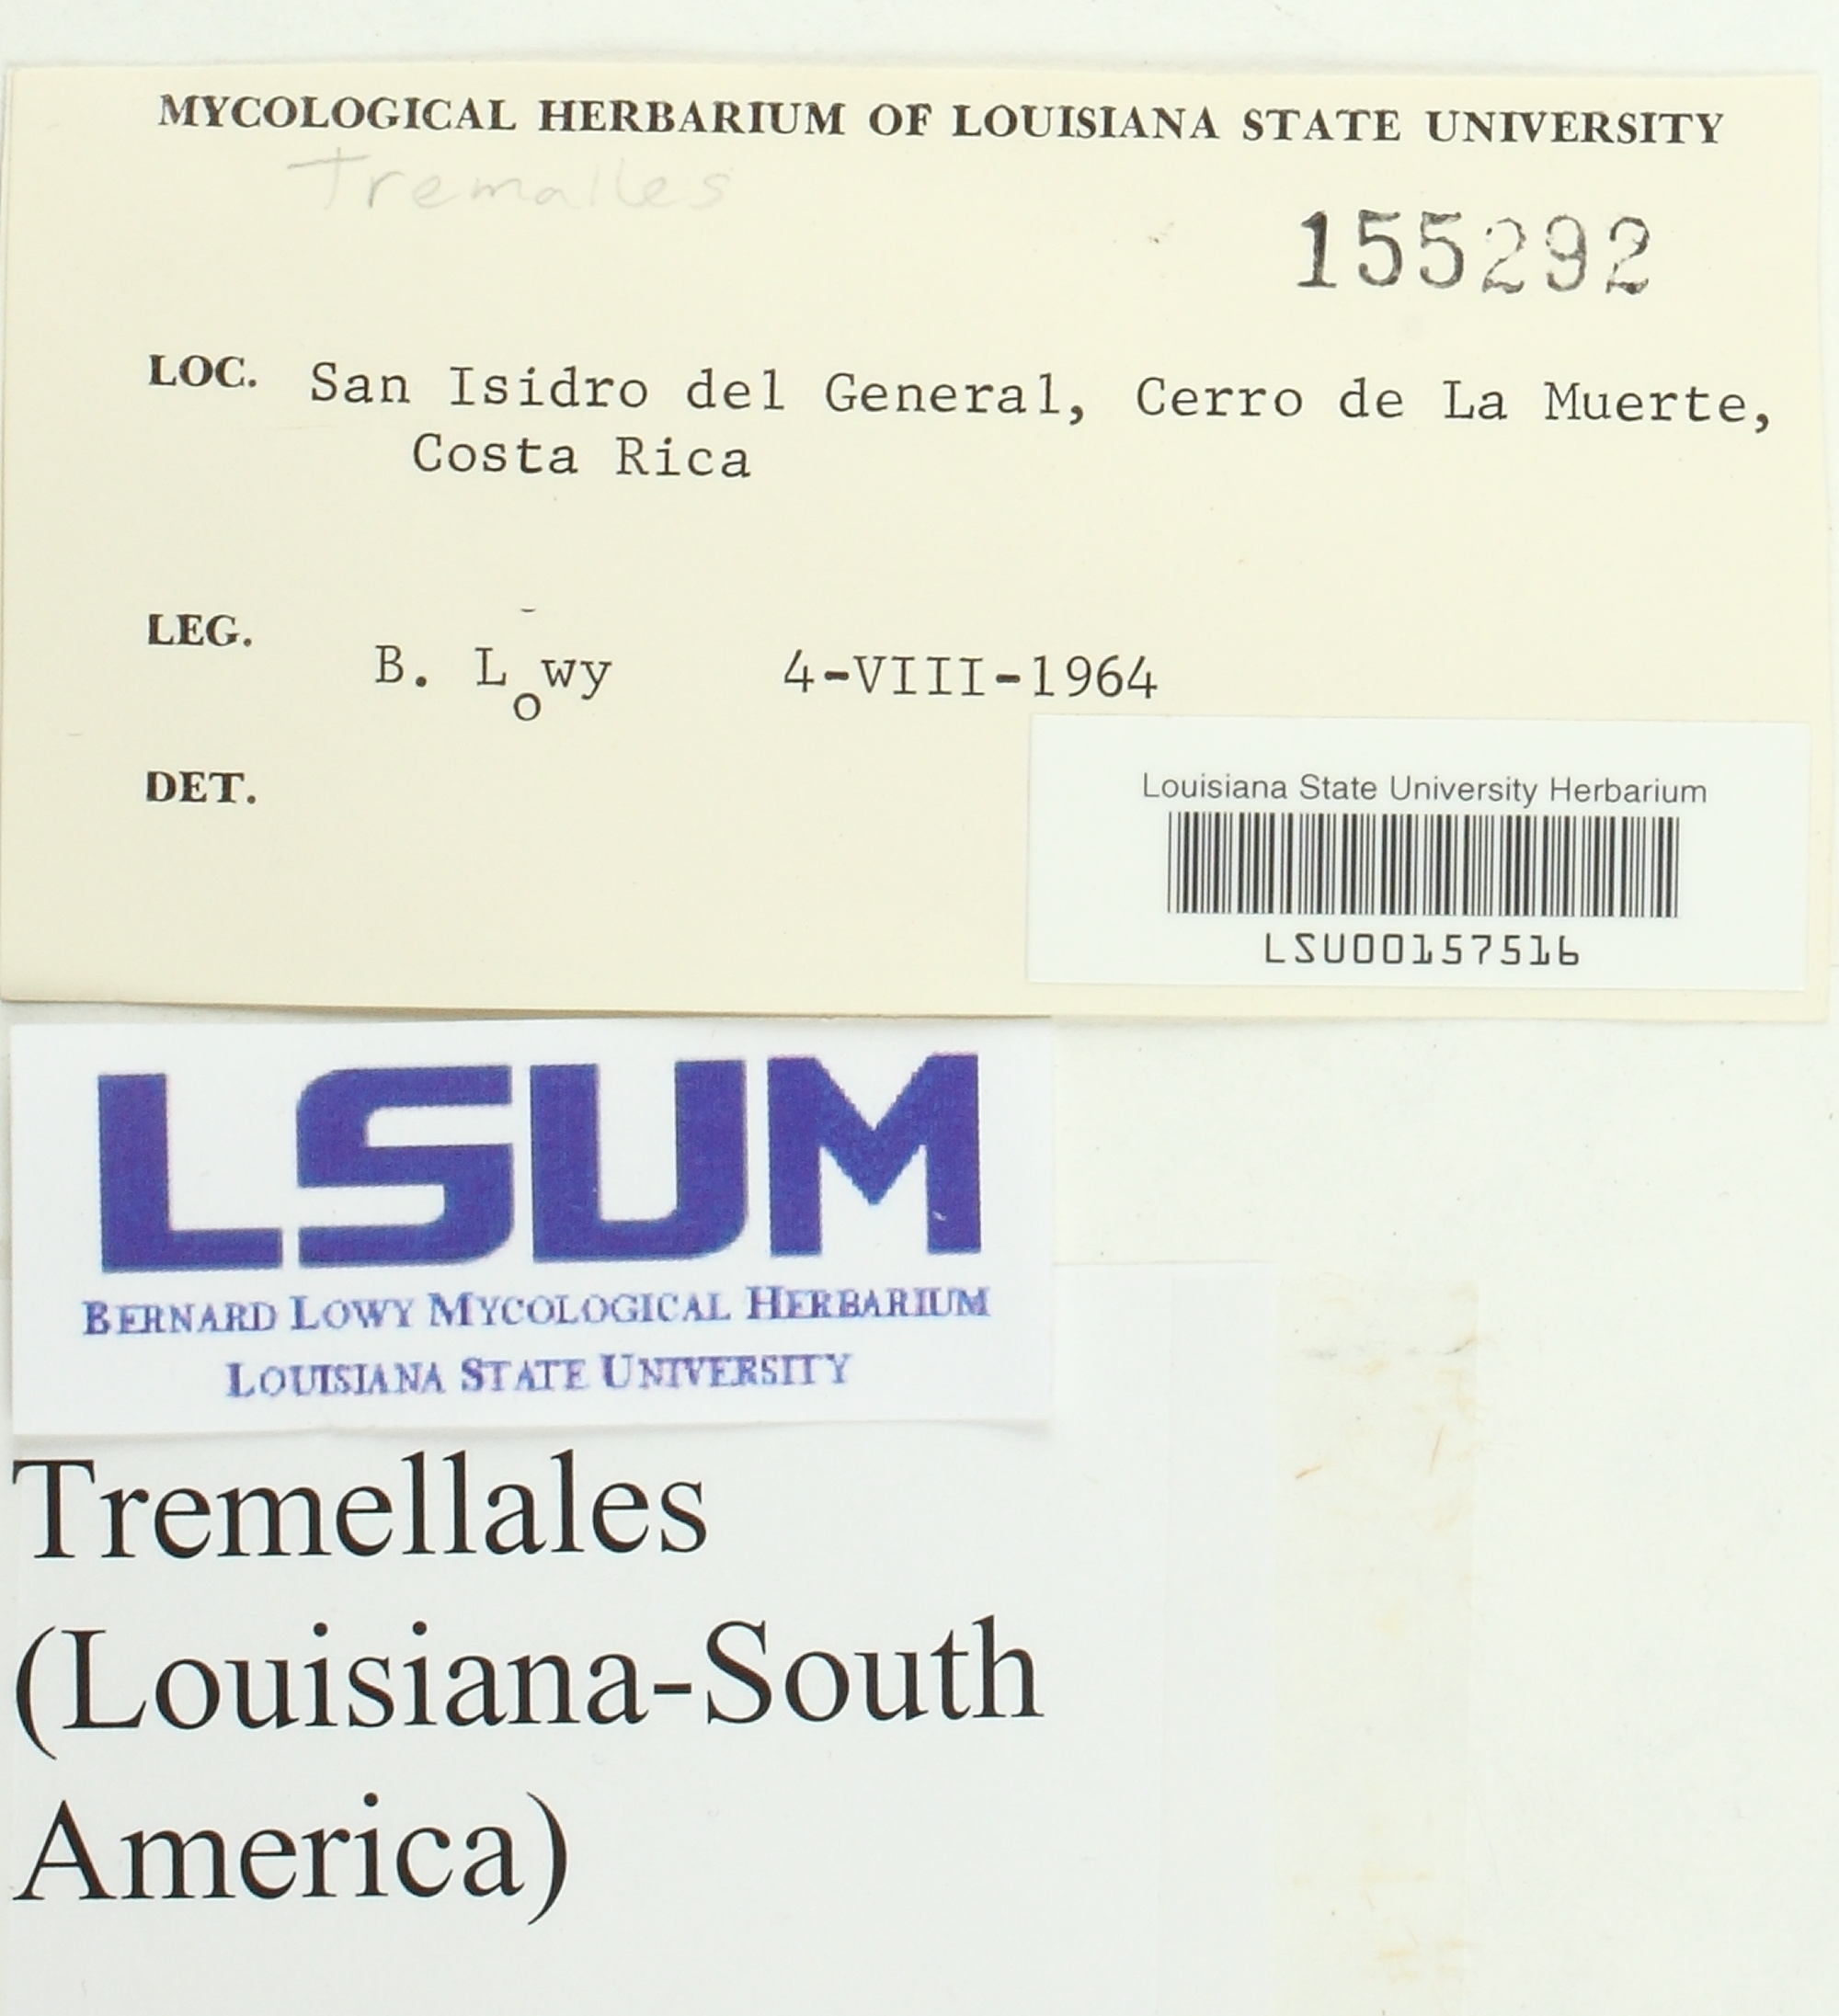 MYCOLOGICAL HERBARIUM OF LOUISIANA STATE UNIVERSITY
Tremalles
155292
LOC. San Isidro del General, Cerro de La Muerte,
Costa Rica
LEG. B. Lowy 4-VIII-1964
DET.
Louisiana State University Herbarium
LSU00157516
LSUM
BERNARD LOWY MYCOLOGICAL HERBARIUM
LOUISIANA STATE UNIVERSITY
Tremellales
(Louisiana-South
America)